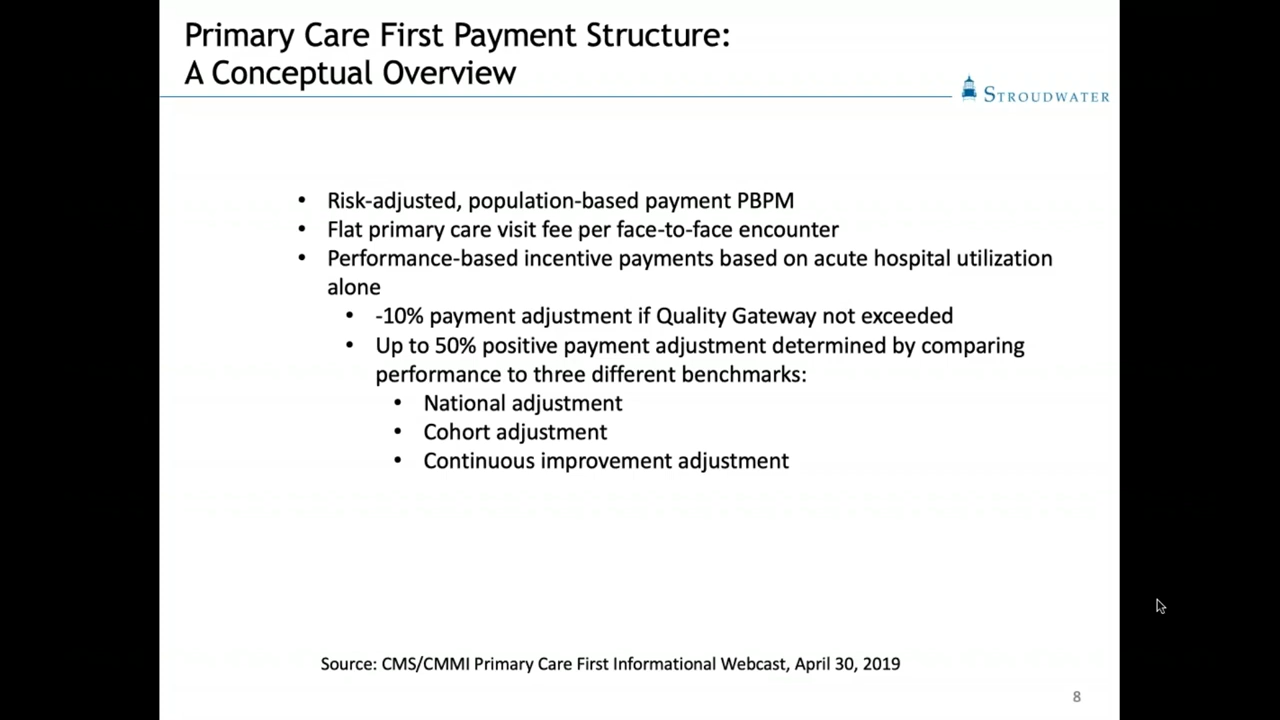 Primary Care First Payment Structure:
A Conceptual Overview
STROUDWATER
• Risk-adjusted, population-based payment PBPM
• Flat primary care visit fee per face-to-face encounter
• Performance-based incentive payments based on acute hospital utilization
alone
• -10% payment adjustment if Quality Gateway not exceeded
• Up to 50% positive payment adjustment determined by comparing
performance to three different benchmarks:
• National adjustment
• Cohort adjustment
• Continuous improvement adjustment
Source: CMS/CMMI Primary Care First Informational Webcast, April 30, 2019
8